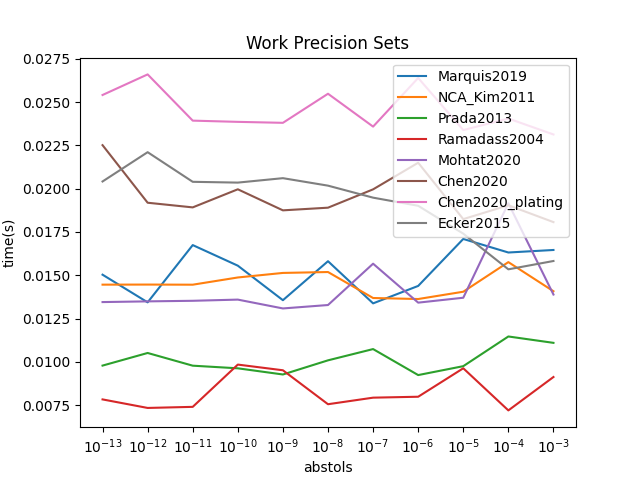 Work Precision Sets
time(s)
0.0275
0.0250
0.0225
0.0200
0.0175
0.0150
0.0125
0.0100
0.0075
Marquis2019
NCA_Kim2011
Prada2013
Ramadass2004
Mohtat2020
Chen2020
Chen2020_plating
Ecker2015
10⁻¹³ 10⁻¹² 10⁻¹¹ 10⁻¹⁰ 10⁻⁹ 10⁻⁸ 10⁻⁷ 10⁻⁶ 10⁻⁵ 10⁻⁴ 10⁻³
abstols